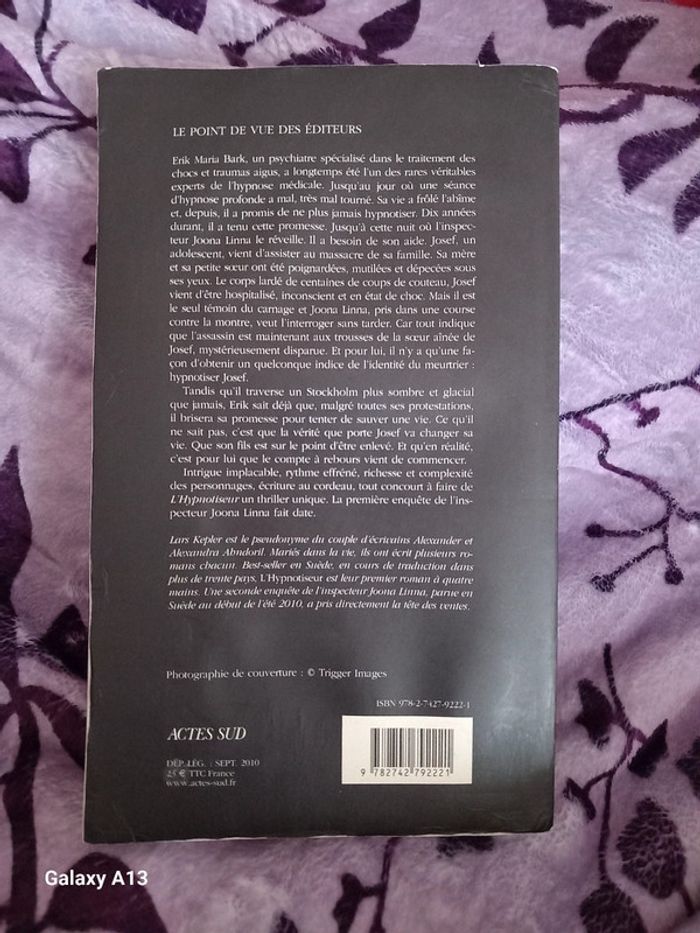 LE POINT DE VUE DES ÉDITEURS
Erik Maria Bark, un psychiatre spécialisé dans le traitement des
chocs et traumas aigus, a longtemps été l'un des rares véritables
experts de l'hypnose médicale. Jusqu'au jour où une séance
d'hypnose profonde a mal, très mal tourné. Sa vie a frôlé l'abîme
et, depuis, il a promis de ne plus jamais hypnotiser. Dix années
durant, il a tenu cette promesse. Jusqu'à cette nuit où l'inspec-
teur Joona Linna le réveille. Il a besoin de son aide. Josef, un
adolescent, vient d'assister au massacre de sa famille. Sa mère
et sa petite sœur ont été poignardées, mutilées et dépecées sous
ses yeux. Le corps lardé de centaines de coups de couteau, Josef
vient d'être hospitalisé, inconscient et en état de choc. Mais il est
le seul témoin du carnage et Joona Linna, pris dans une course
contre la montre, veut l'interroger sans tarder. Car tout indique
que l'assassin est maintenant aux trousses de la sœur aînée de
Josef, mystérieusement disparue. Et pour lui, il n'y a qu'une fa-
çon d'obtenir un quelconque indice de l'identité du meurtrier :
hypnotiser Josef.
Tandis qu'il traverse un Stockholm plus sombre et glacial
que jamais, Erik sait déjà que, malgré toutes ses protestations,
il brisera sa promesse pour tenter de sauver une vie. Ce qu'il
ne sait pas, c'est que la vérité que porte Josef va changer sa
vie. Que son fils est sur le point d'être enlevé. Et qu'en réalité,
c'est pour lui que le compte à rebours vient de commencer.
Intrigue implacable, rythme effréné, richesse et complexité
des personnages, écriture au cordeau, tout concourt à faire de
L'Hypnotiseur un thriller unique. La première enquête de l'ins-
pecteur Joona Linna fait date.
Lars Kepler est le pseudonyme du couple d'écrivains Alexander et
Alexandra Ahndoril. Mariés dans la vie, ils ont écrit plusieurs ro-
mans chacun. Best-seller en Suède, en cours de traduction dans
plus de trente pays, L'Hypnotiseur est leur premier roman à quatre
mains. Une seconde enquête de l'inspecteur Joona Linna, parue en
Suède au début de l'été 2010, a pris directement la tête des ventes.
Photographie de couverture : © Trigger Images
ISBN 978-2-7427-9222-1
ACTES SUD
DÉP. LÉG. : SEPT. 2010
25 € TTC France
www.actes-sud.fr
9 782742 792221
Galaxy A13